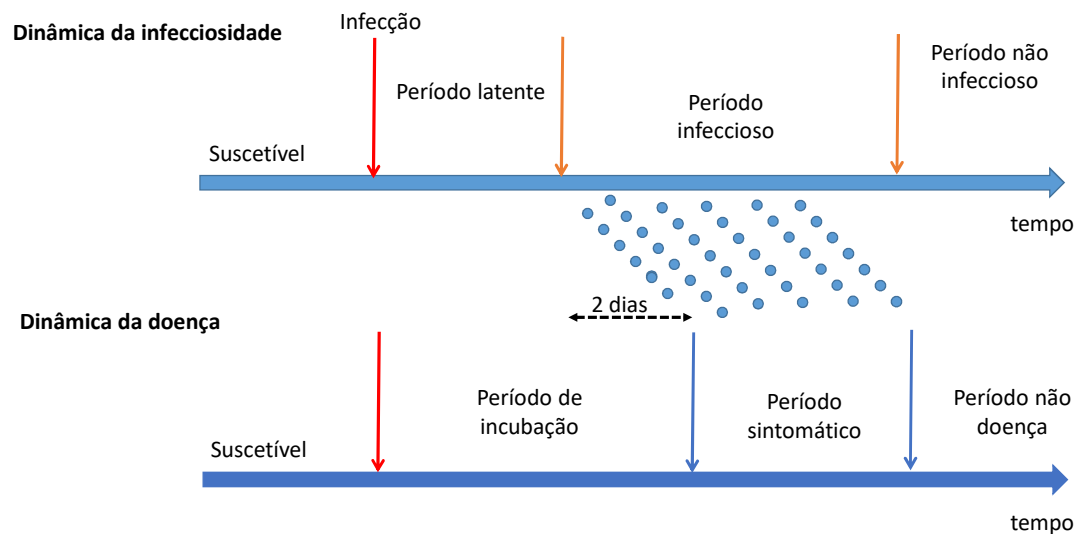 Dinâmica da infecciosidade
Infecção
Período latente
Período
infeccioso
Período não
infeccioso
Suscetível
tempo
2 dias
Dinâmica da doença
Período de
incubação
Período
sintomático
Período não
doença
Suscetível
tempo